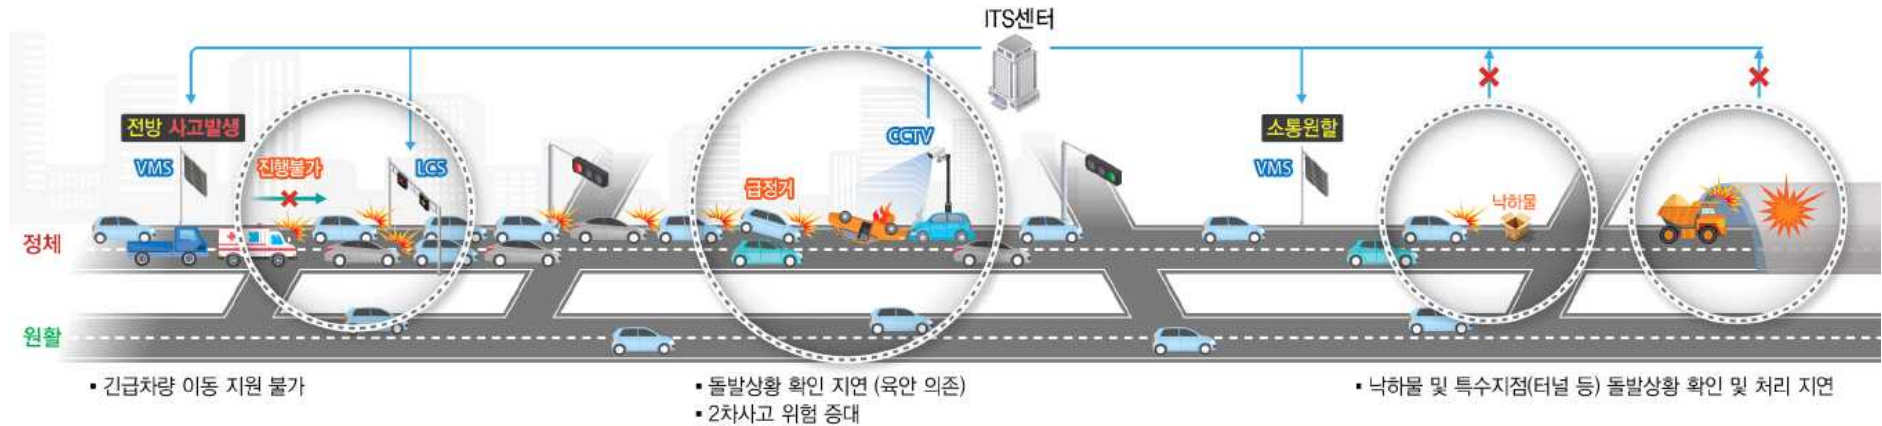 ITS센터
전방 사고발생
소통원할
CCTV
VMS
진행불가
LCS
VMS
급정거
낙하물
정체
원할
▪ 긴급차량 이동 지원 불가
▪ 돌발상황 확인 지연 (육안 의존)
▪ 2차사고 위험 증대
▪ 낙하물 및 특수지점(터널 등) 돌발상황 확인 및 처리 지연